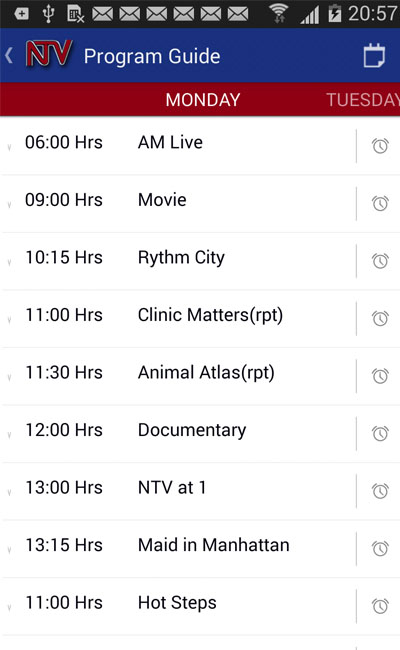 20:57
NTV Program Guide
MONDAY TUESDAY
06:00 Hrs AM Live
09:00 Hrs Movie
10:15 Hrs Rythm City
11:00 Hrs Clinic Matters(rpt)
11:30 Hrs Animal Atlas(rpt)
12:00 Hrs Documentary
13:00 Hrs NTV at 1
13:15 Hrs Maid in Manhattan
11:00 Hrs Hot Steps